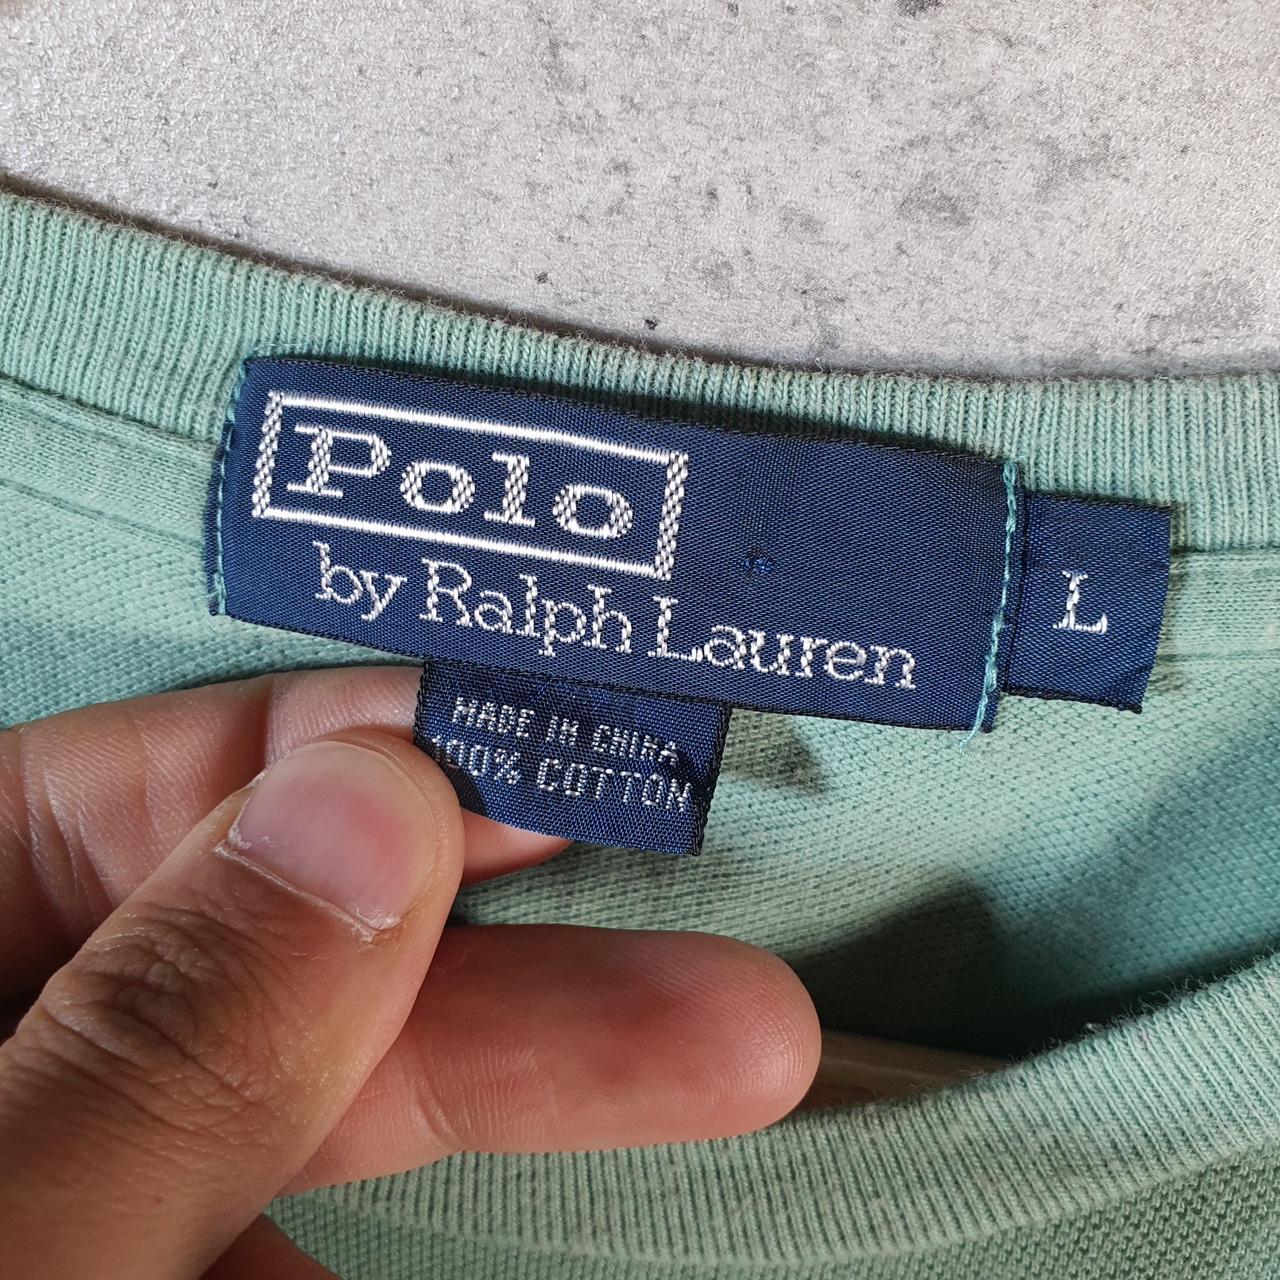 Polo
by Ralph Lauren
L
MADE IN CHINA
100% COTTON